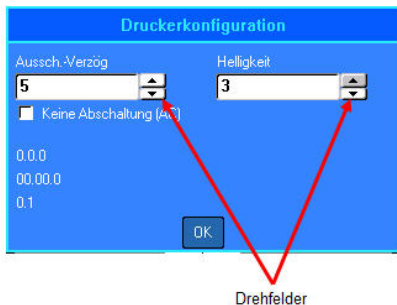 Druckerkonfiguration
Aussch.-Verzög
Helligkeit
5
3
Keine Abschaltung (AC)
0.0.0
00.00.0
0.1
OK
Drehfelder